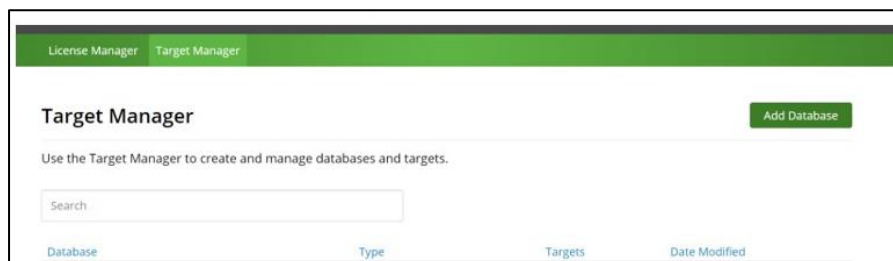 License Manager Target Manager
Target Manager
Add Database
Use the Target Manager to create and manage databases and targets.
Search
Database Type Targets Date Modified